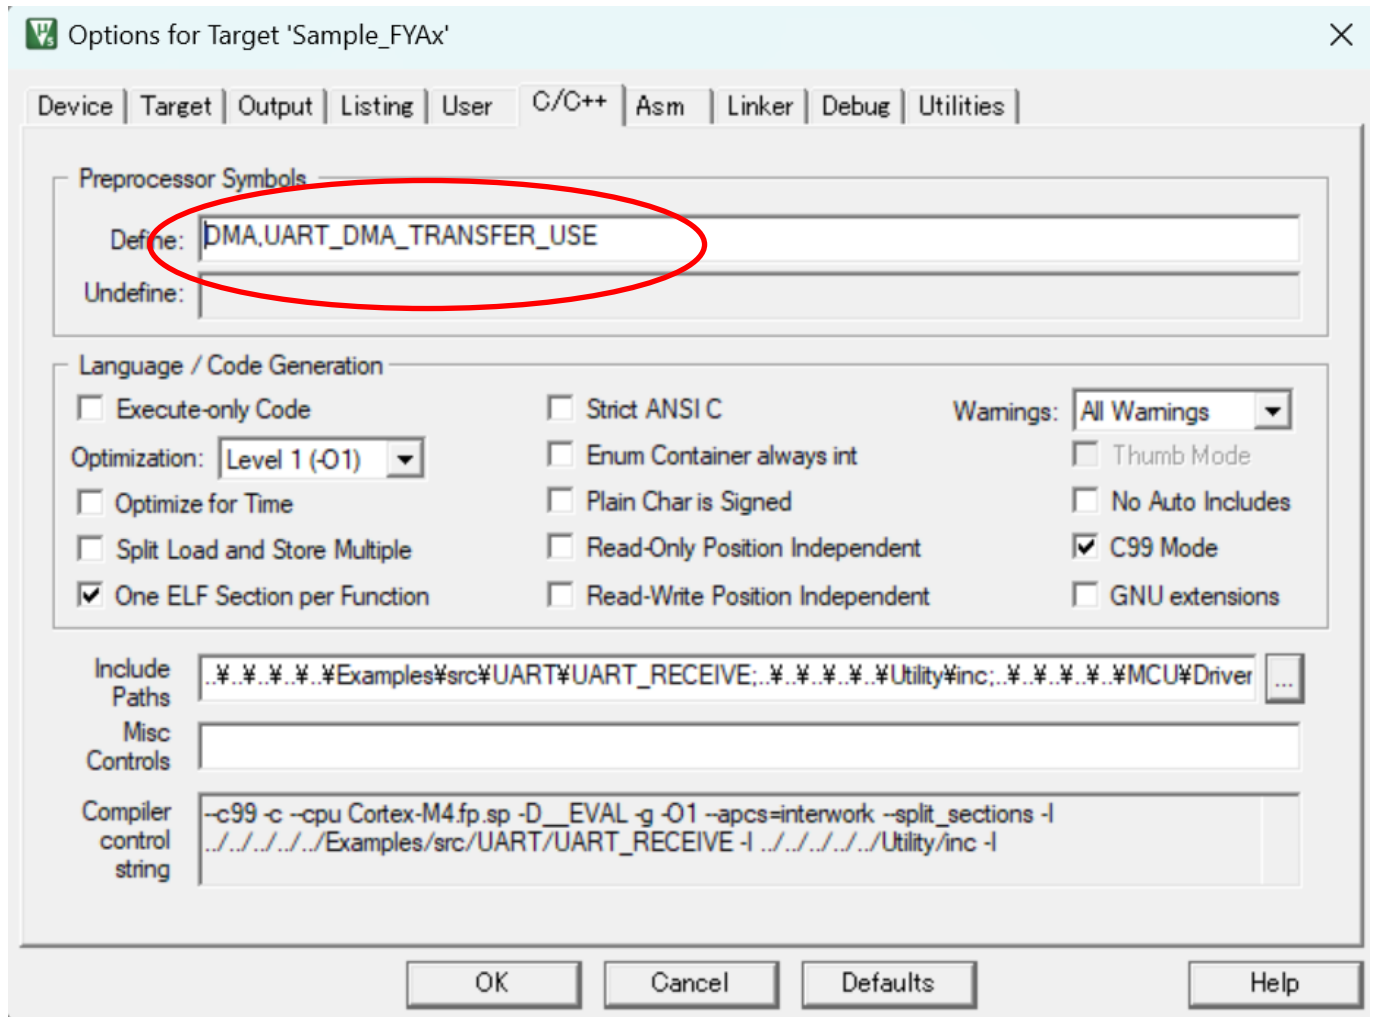 Options for Target 'Sample_FYAx'
Device Target Output Listing User C/C++ Asm Linker Debug Utilities
Preprocessor Symbols
Define: DMA,UART_DMA_TRANSFER_USE
Undefine:
Language / Code Generation
Execute-only Code Strict ANSI C Warnings: All Warnings
Optimization: Level 1 (-O1) Enum Container always int Thumb Mode
Optimize for Time Plain Char is Signed No Auto Includes
Split Load and Store Multiple Read-Only Position Independent C99 Mode
One ELF Section per Function Read-Write Position Independent GNU extensions
Include Paths ..¥..¥..¥..¥..¥Examples¥src¥UART¥UART_RECEIVE;..¥..¥..¥..¥..¥Utility¥inc;..¥..¥..¥..¥..¥MCU¥Driver ...
Misc Controls
Compiler control string --c99 -c --cpu Cortex-M4.fp.sp -D__EVAL -g -O1 --apcs=interwork --split_sections -I
../../../../../Examples/src/UART/UART_RECEIVE -I ../../../../../Utility/inc -I
OK Cancel Defaults Help